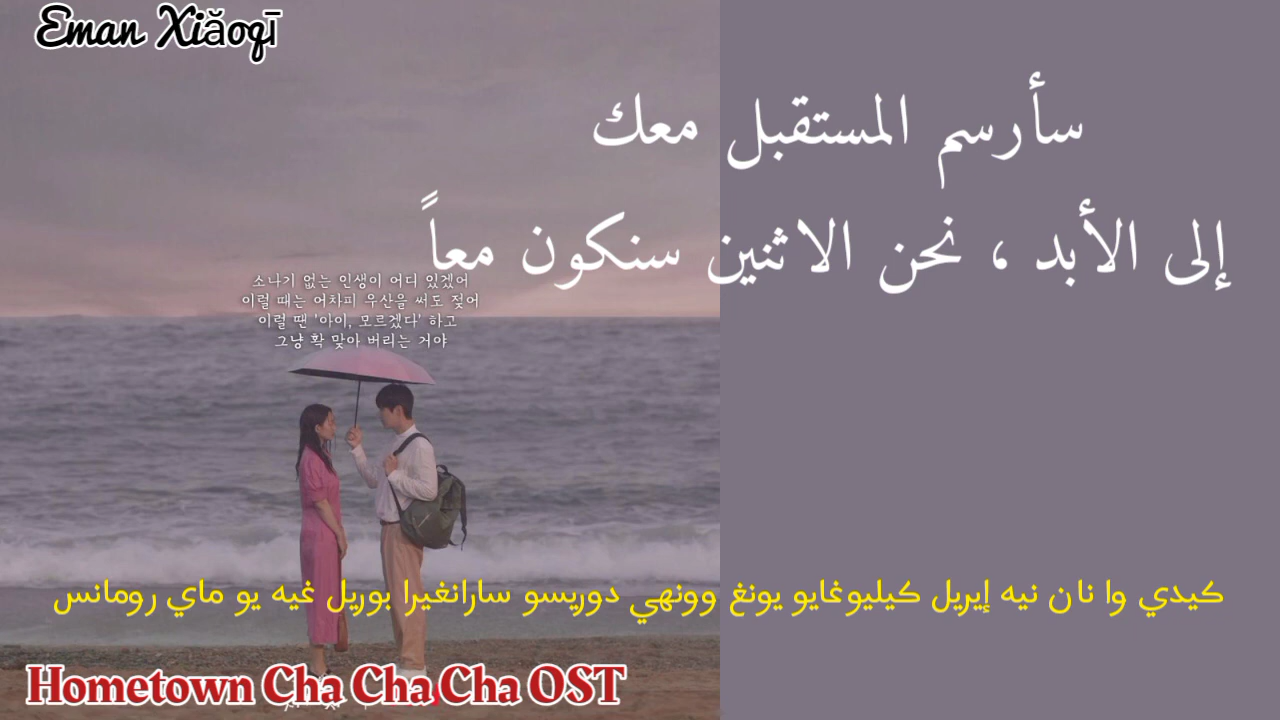 Eman Xiǎoqī
سأرسم المستقبل معك
إلى الأبد ، نحن الاثنين سنكون معاً
소나기 없는 인생이 어디 있겠어
이럴 때는 어차피 우산을 써도 젖어
이럴 땐 '아이, 모르겠다' 하고
그냥 확 맞아 버리는 거야
كيدي وا نان نيه إيريل كيليوغايو يونغ وونهي دوريسو سارانغيرا بوريل غيه يو ماي رومانس
Hometown Cha Cha Cha OST